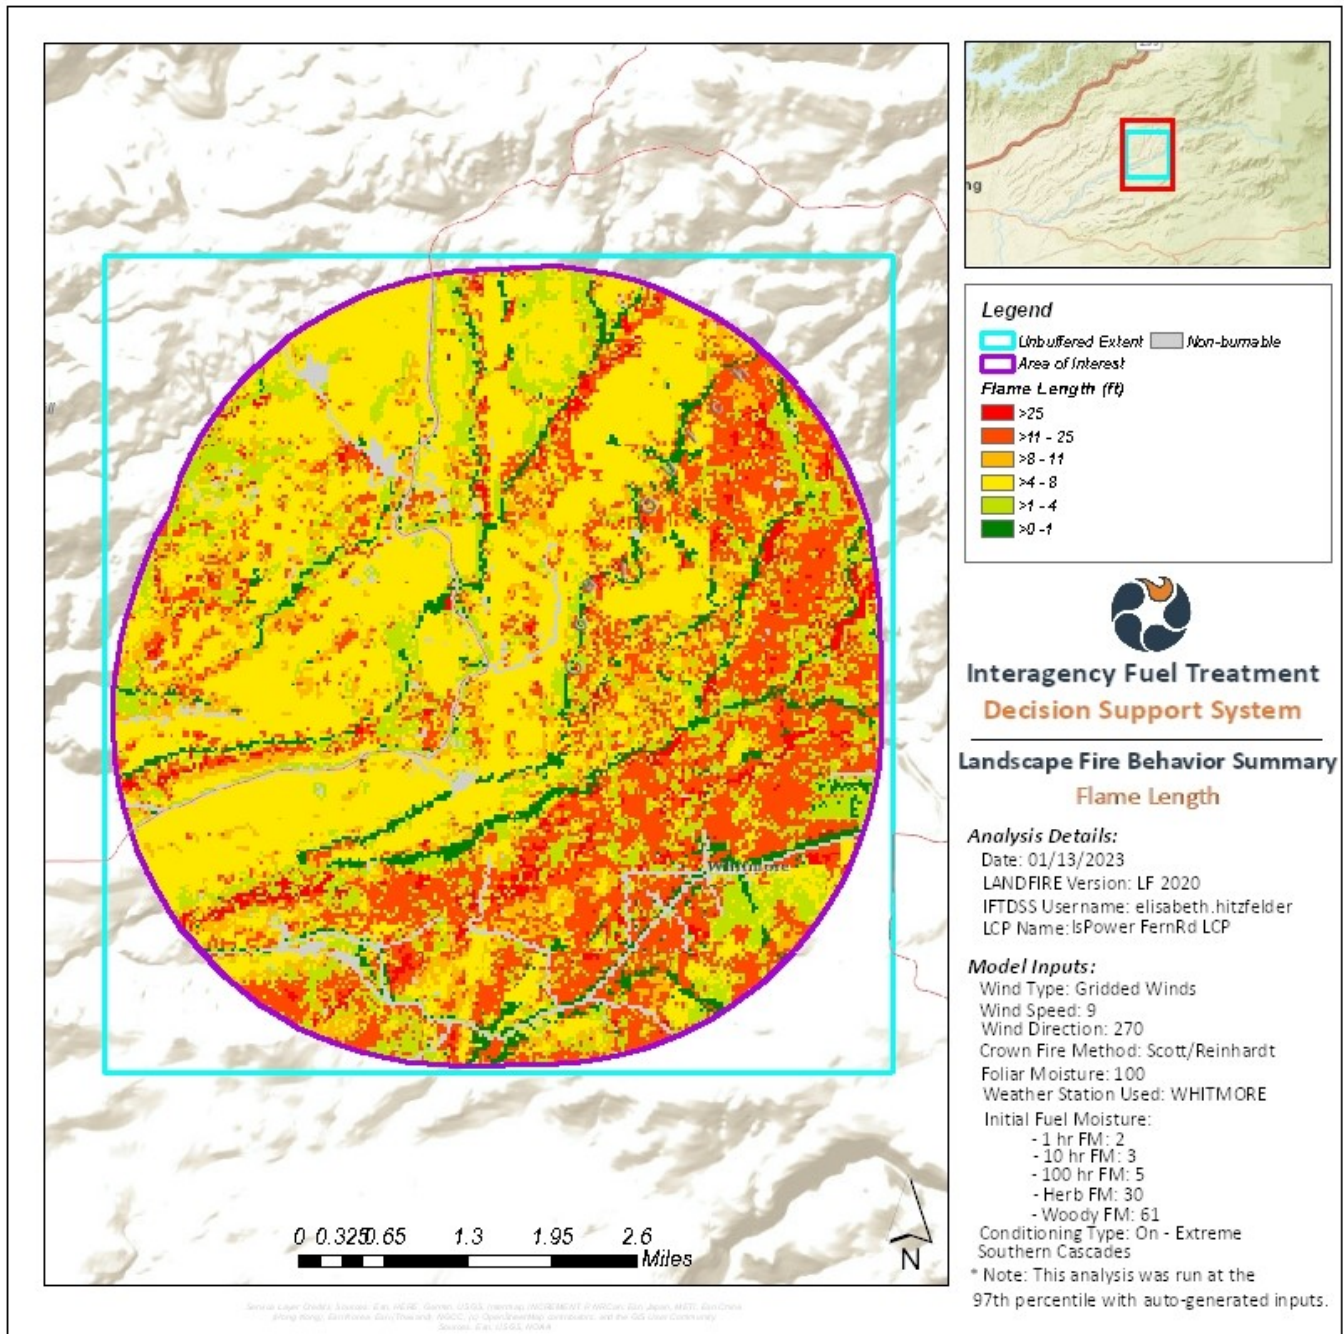 Whitmore
0 0.325 0.65 1.3 1.95 2.6
Miles
N
Legend
Unbuffered Extent Non-burnable
Area of Interest
Flame Length (ft)
>25
>11 - 25
>8 - 11
>4 - 8
>1 - 4
>0 -1
Interagency Fuel Treatment
Decision Support System
Landscape Fire Behavior Summary
Flame Length
Analysis Details:
Date: 01/13/2023
LANDFIRE Version: LF 2020
IFTDSS Username: elisabeth.hitzfelder
LCP Name: lsPower FernRd LCP
Model Inputs:
Wind Type: Gridded Winds
Wind Speed: 9
Wind Direction: 270
Crown Fire Method: Scott/Reinhardt
Foliar Moisture: 100
Weather Station Used: WHITMORE
Initial Fuel Moisture:
- 1 hr FM: 2
- 10 hr FM: 3
- 100 hr FM: 5
- Herb FM: 30
- Woody FM: 61
Conditioning Type: On - Extreme
Southern Cascades
* Note: This analysis was run at the
97th percentile with auto-generated inputs.